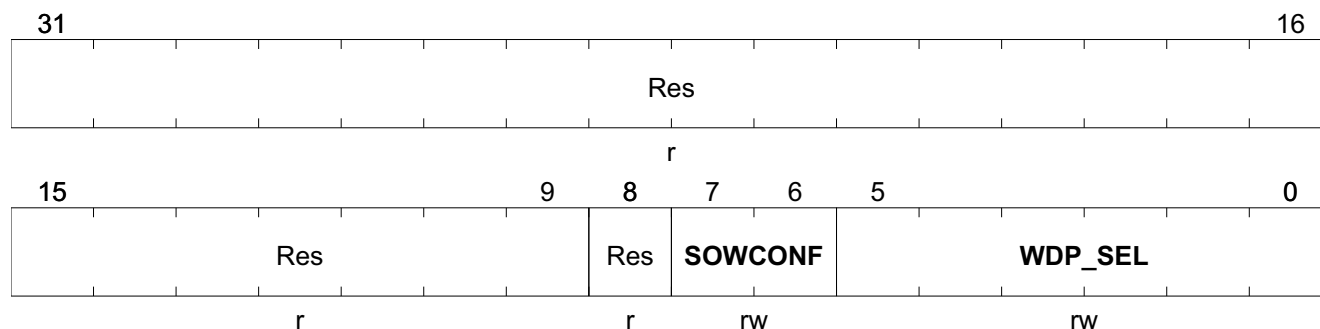 31 16
Res
r
15 9 8 7 6 5 0
Res Res SOWCONF WDP_SEL
r r rw rw